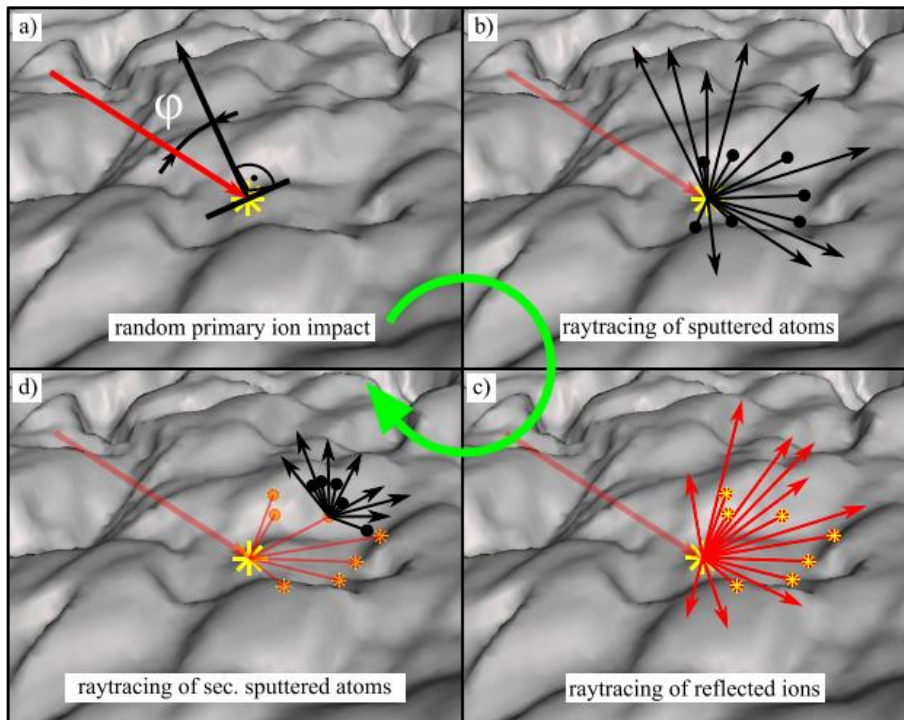 a)
φ
random primary ion impact
b)
raytracing of sputtered atoms
d)
raytracing of sec. sputtered atoms
c)
raytracing of reflected ions